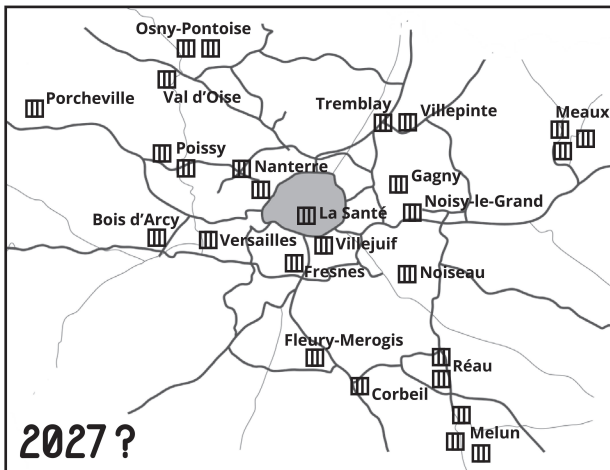 Osny-Pontoise
Val d'Oise
Porcheville
Tremblay
Villepinte
Meaux
Poissy
Nanterre
Gagny
Noisy-le-Grand
La Santé
Bois d'Arcy
Versailles
Villejuif
Fresnes
Noiseau
Fleury-Merogis
Réau
Corbeil
Melun
2027 ?